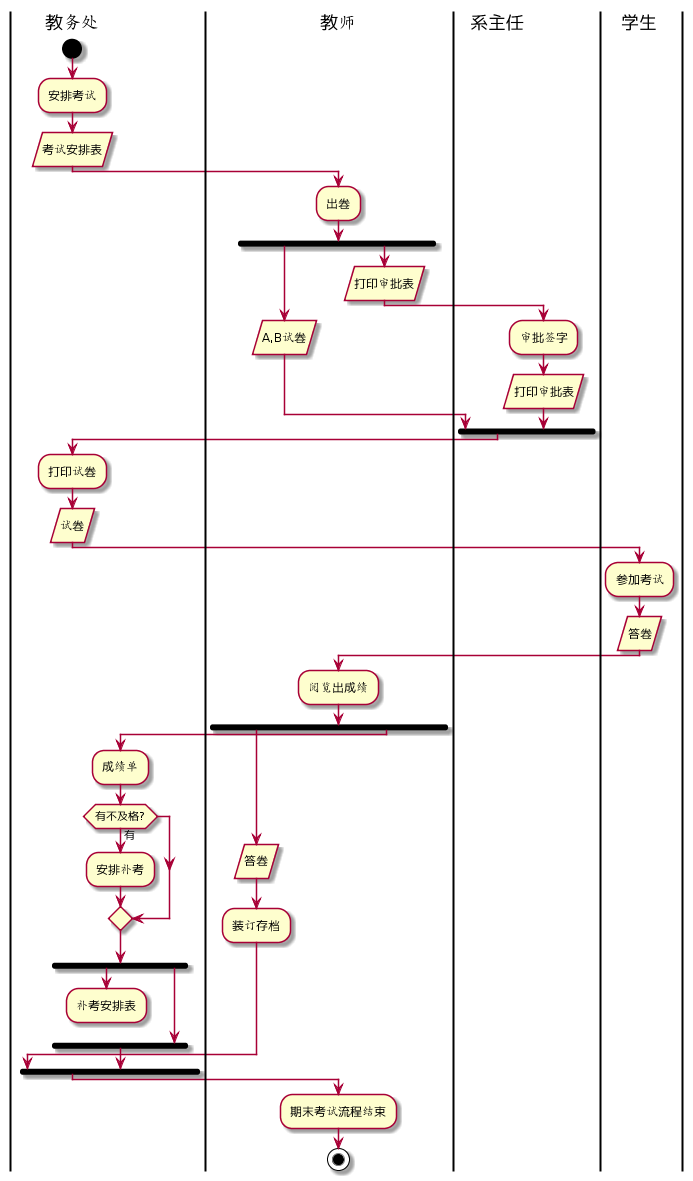 教务处
教师
系主任
学生
安排考试
考试安排表
出卷
打印审批表
A,B试卷
审批签字
打印审批表
打印试卷
试卷
参加考试
答卷
阅览出成绩
成绩单
有不及格?
有
安排补考
答卷
装订存档
补考安排表
期末考试流程结束